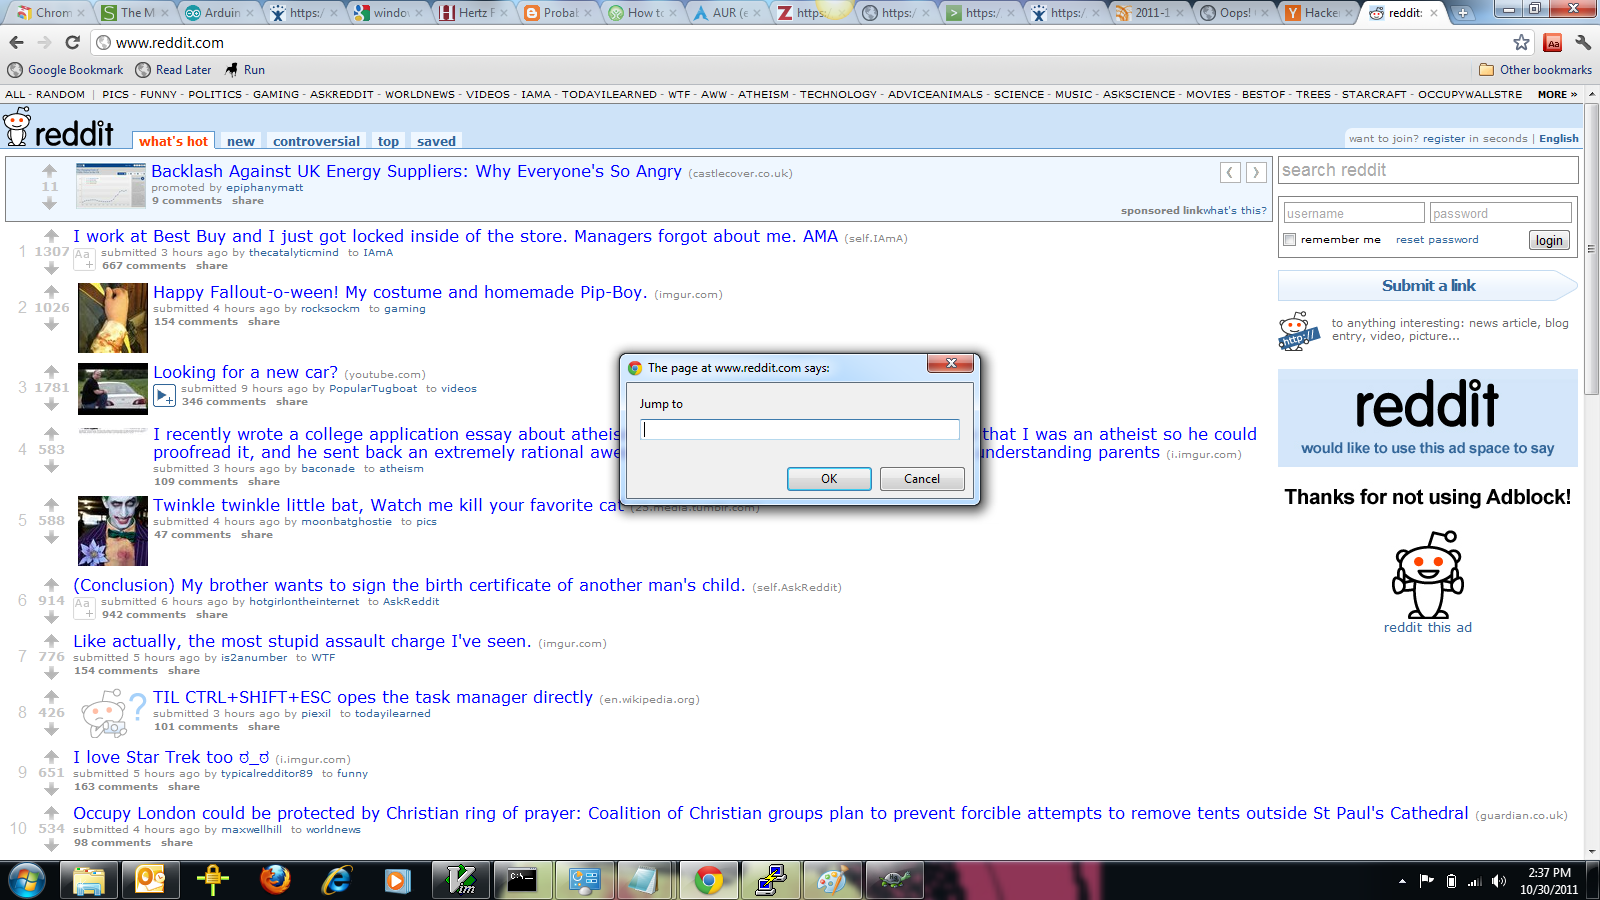 Chrom
The M
Arduin
https:/
windo
Hertz F
Probal
How to
AUR (e
https:/
https:/
https:/
https:/
2011-1
Oops!
Hacke
reddit:
www.reddit.com
Google Bookmark Read Later Run Other bookmarks
ALL - RANDOM | PICS - FUNNY - POLITICS - GAMING - ASKREDDIT - WORLDNEWS - VIDEOS - IAMA - TODAYILEARNED - WTF - AWW - ATHEISM - TECHNOLOGY - ADVICEANIMALS - SCIENCE - MUSIC - ASKSCIENCE - MOVIES - BESTOF - TREES - STARCRAFT - OCCUPYWALLSTRE MORE »
reddit what's hot new controversial top saved
want to join? register in seconds | English
11
Backlash Against UK Energy Suppliers: Why Everyone's So Angry (castlecover.co.uk)
promoted by epiphanymatt
9 comments share
sponsored link what's this?
1 1307
I work at Best Buy and I just got locked inside of the store. Managers forgot about me. AMA (self.IAmA)
Aa+
submitted 3 hours ago by thecatalyticmind to IAmA
667 comments share
2 1026
Happy Fallout-o-ween! My costume and homemade Pip-Boy. (imgur.com)
submitted 4 hours ago by rocksockm to gaming
154 comments share
3 1781
Looking for a new car? (youtube.com)
submitted 9 hours ago by PopularTugboat to videos
346 comments share
4 583
I recently wrote a college application essay about atheis
that I was an atheist so he could
proofread it, and he sent back an extremely rational awe
understanding parents (i.imgur.com)
submitted 3 hours ago by baconade to atheism
109 comments share
5 588
Twinkle twinkle little bat, Watch me kill your favorite cat (25.media.tumblr.com)
submitted 4 hours ago by moonbatghostie to pics
47 comments share
6 914
(Conclusion) My brother wants to sign the birth certificate of another man's child. (self.AskReddit)
Aa+
submitted 6 hours ago by hotgirlontheinternet to AskReddit
942 comments share
7 776
Like actually, the most stupid assault charge I've seen. (imgur.com)
submitted 5 hours ago by is2anumber to WTF
154 comments share
8 426
TIL CTRL+SHIFT+ESC opes the task manager directly (en.wikipedia.org)
submitted 3 hours ago by piexil to todayilearned
101 comments share
9 651
I love Star Trek too ಠ_ಠ (i.imgur.com)
submitted 5 hours ago by typicalredditor89 to funny
163 comments share
10 534
Occupy London could be protected by Christian ring of prayer: Coalition of Christian groups plan to prevent forcible attempts to remove tents outside St Paul's Cathedral (guardian.co.uk)
submitted 4 hours ago by maxwellhill to worldnews
98 comments share
The page at www.reddit.com says:
Jump to
OK Cancel
search reddit
username password
remember me reset password login
Submit a link
http://
to anything interesting: news article, blog
entry, video, picture...
reddit
would like to use this ad space to say
Thanks for not using Adblock!
reddit this ad
Vim
C:\.
2:37 PM
10/30/2011